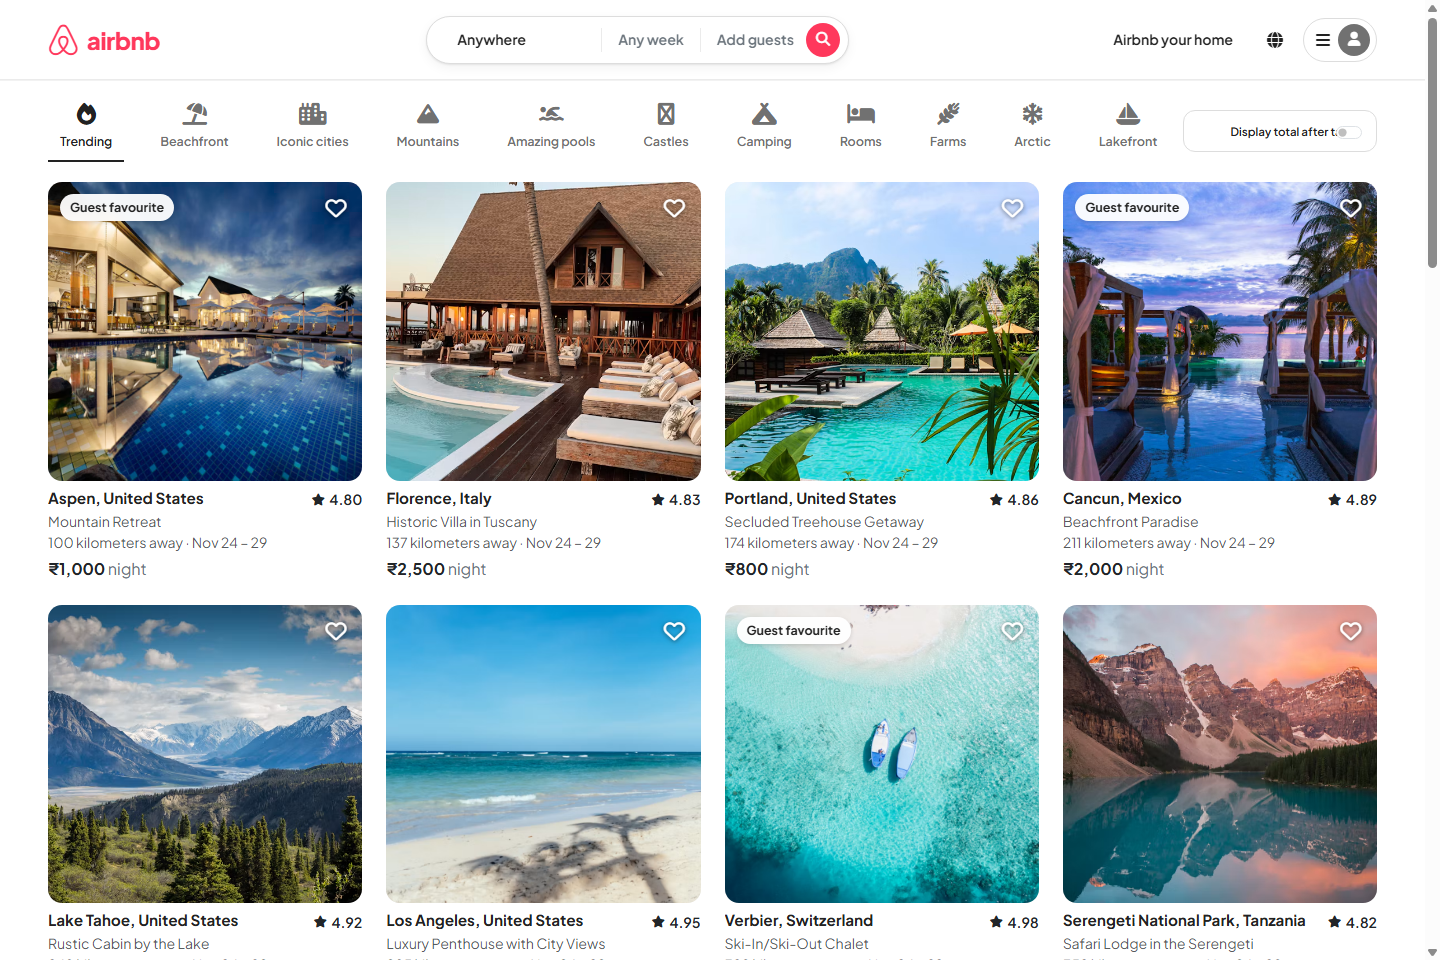 airbnb
Anywhere
Any week
Add guests
Airbnb your home
Trending
Beachfront
Iconic cities
Mountains
Amazing pools
Castles
Camping
Rooms
Farms
Arctic
Lakefront
Display total after t
Guest favourite
Guest favourite
Aspen, United States
4.80
Mountain Retreat
100 kilometers away · Nov 24 – 29
₹1,000 night
Florence, Italy
4.83
Historic Villa in Tuscany
137 kilometers away · Nov 24 – 29
₹2,500 night
Portland, United States
4.86
Secluded Treehouse Getaway
174 kilometers away · Nov 24 – 29
₹800 night
Cancun, Mexico
4.89
Beachfront Paradise
211 kilometers away · Nov 24 – 29
₹2,000 night
Guest favourite
Lake Tahoe, United States
4.92
Rustic Cabin by the Lake
Los Angeles, United States
4.95
Luxury Penthouse with City Views
Verbier, Switzerland
4.98
Ski-In/Ski-Out Chalet
Serengeti National Park, Tanzania
4.82
Safari Lodge in the Serengeti